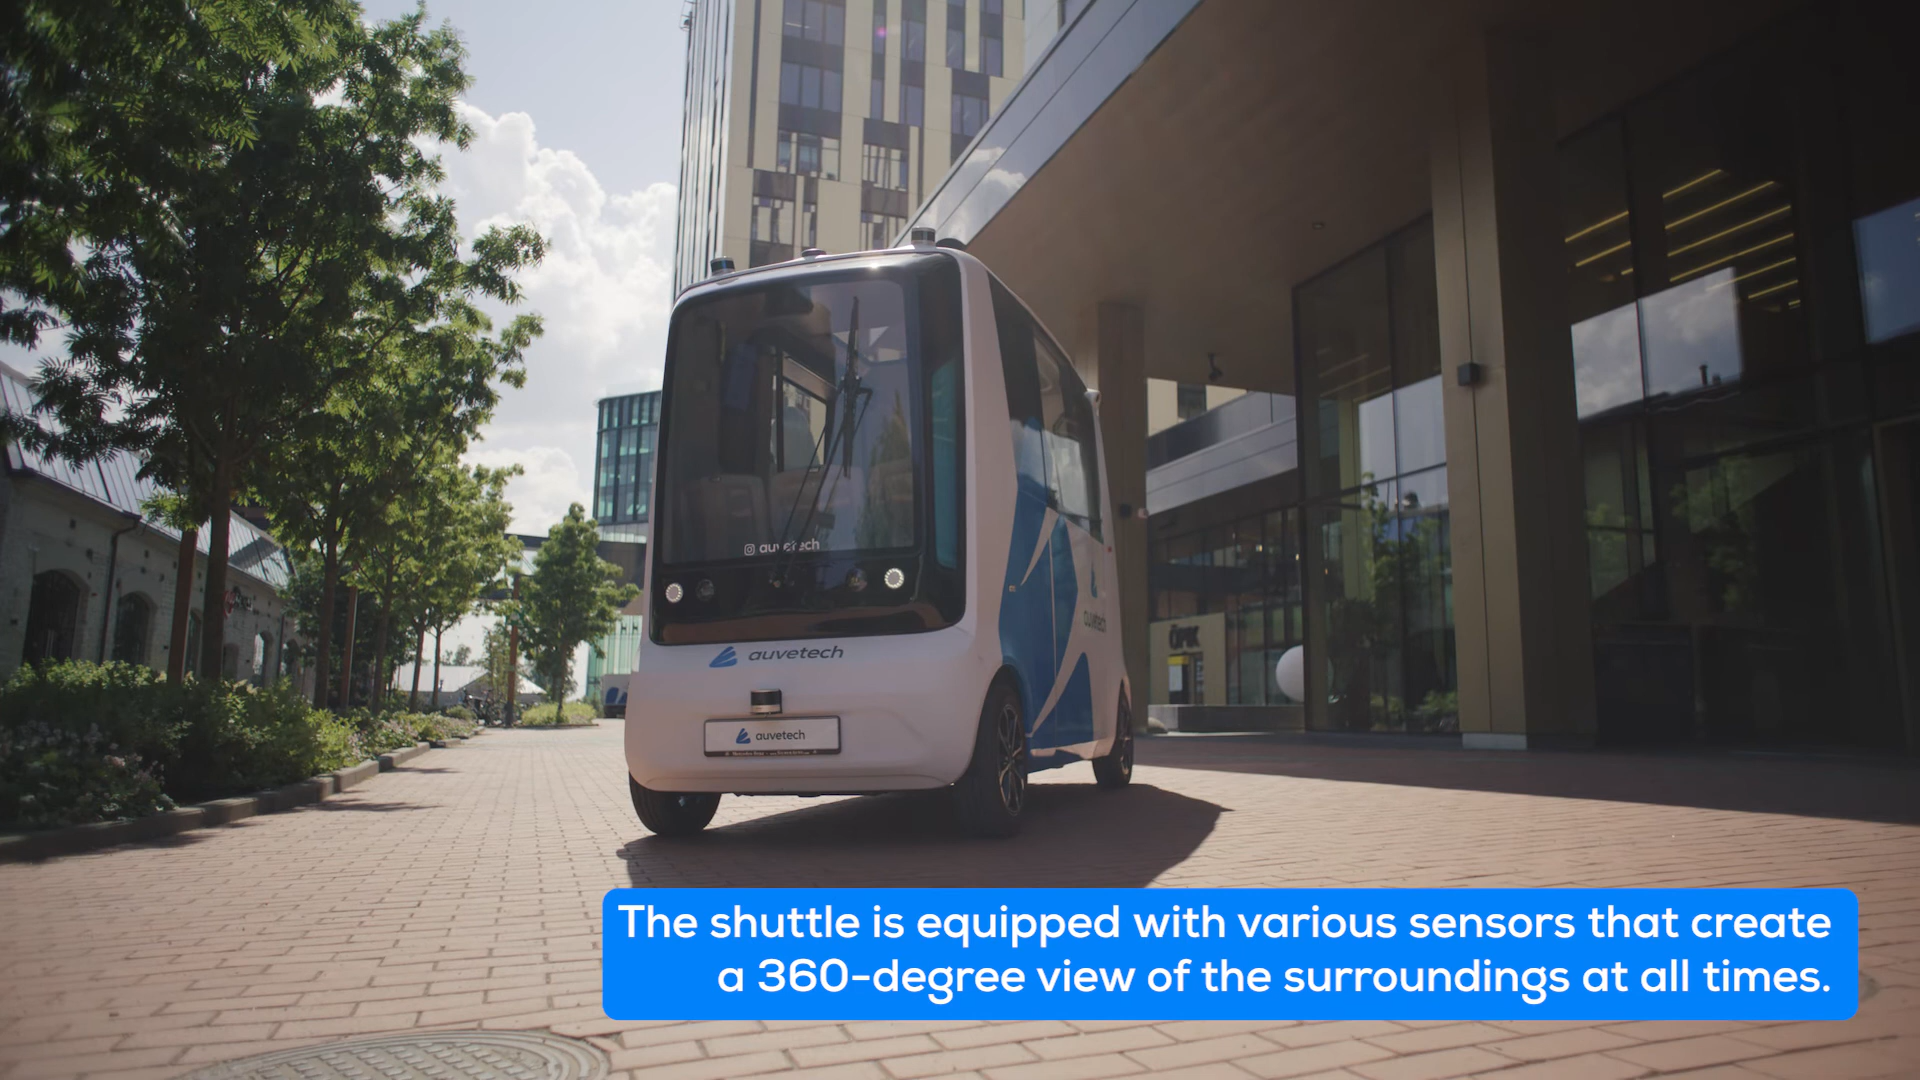 auvetech
auvetech
auvetech
auvetech
ÖPIK
The shuttle is equipped with various sensors that create
a 360-degree view of the surroundings at all times.